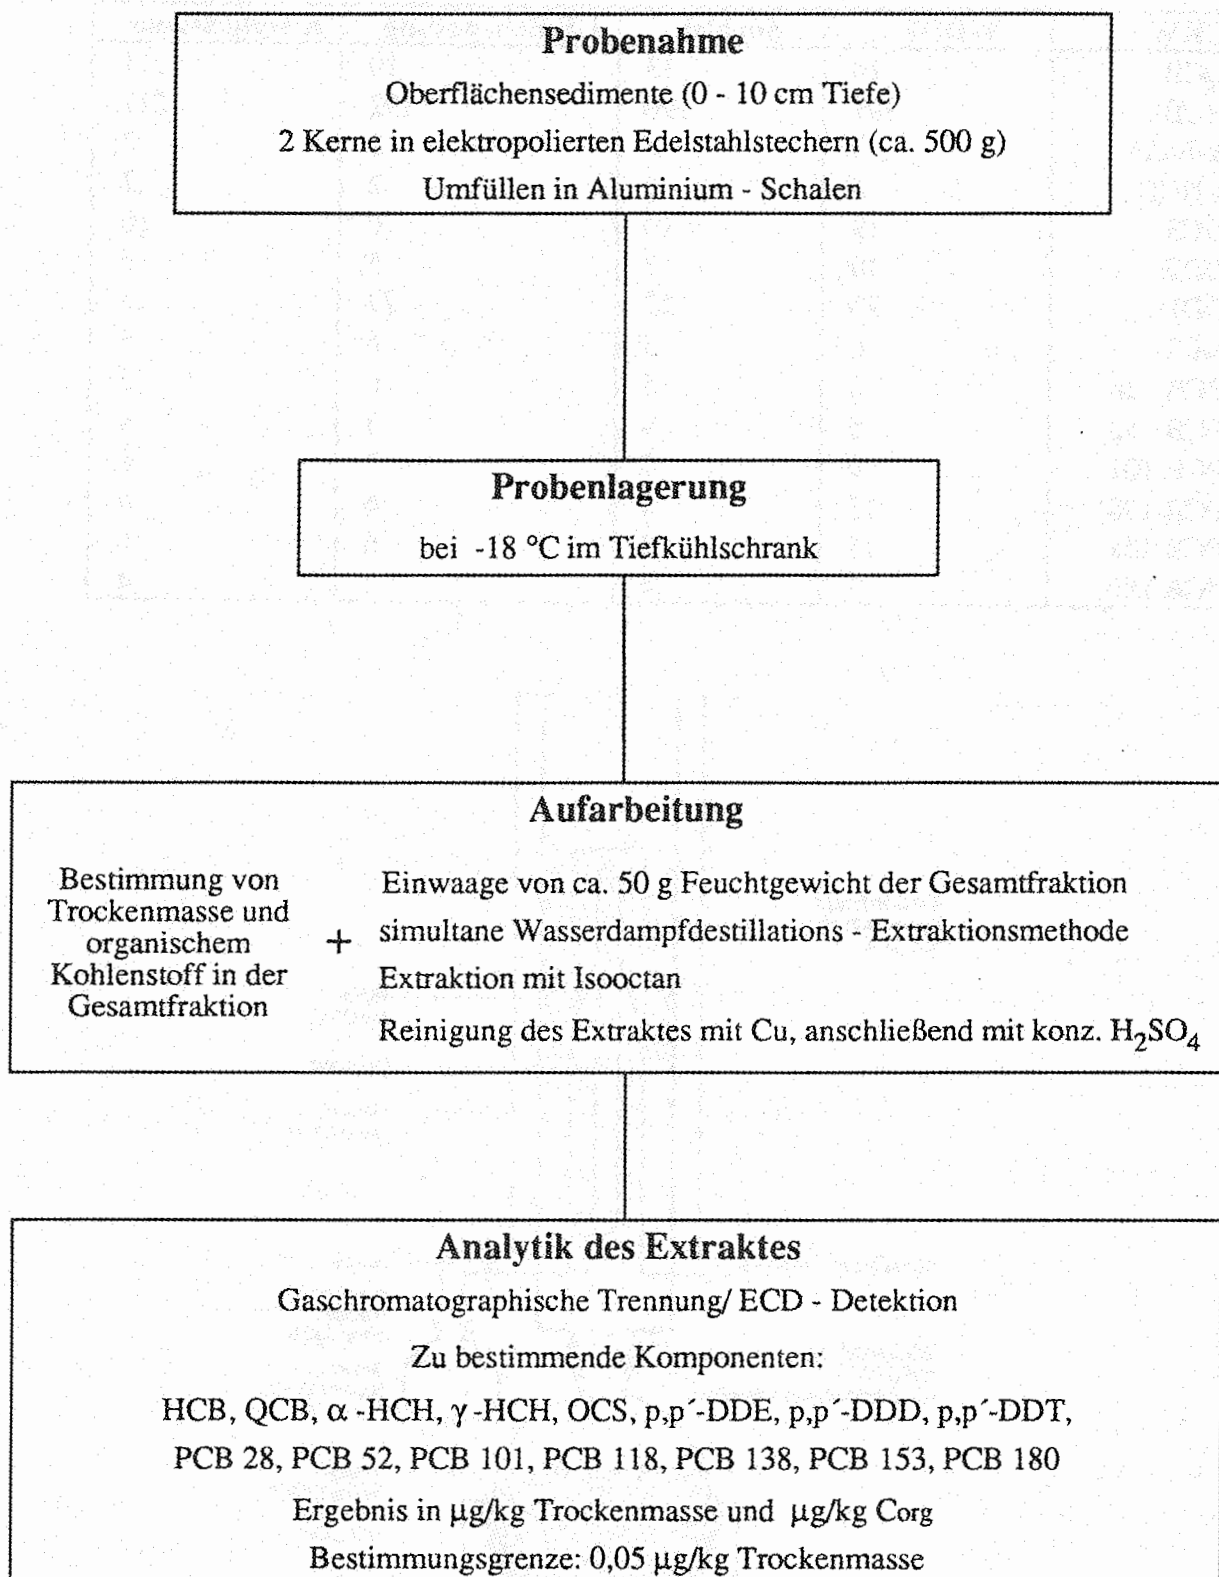 Probenahme
Oberflächensedimente (0 - 10 cm Tiefe)
2 Kerne in elektropolierten Edelstahlstechern (ca. 500 g)
Umfüllen in Aluminium - Schalen
Probenlagerung
bei -18 °C im Tiefkühlschrank
Aufarbeitung
Bestimmung von
Trockenmasse und
organischem
Kohlenstoff in der
Gesamtfraktion
+
Einwaage von ca. 50 g Feuchtgewicht der Gesamtfraktion
simultane Wasserdampfdestillations - Extraktionsmethode
Extraktion mit Isooctan
Reinigung des Extraktes mit Cu, anschließend mit konz. H₂SO₄
Analytik des Extraktes
Gaschromatographische Trennung/ ECD - Detektion
Zu bestimmende Komponenten:
HCB, QCB, α -HCH, γ -HCH, OCS, p,p´-DDE, p,p´-DDD, p,p´-DDT,
PCB 28, PCB 52, PCB 101, PCB 118, PCB 138, PCB 153, PCB 180
Ergebnis in µg/kg Trockenmasse und µg/kg Corg
Bestimmungsgrenze: 0,05 µg/kg Trockenmasse